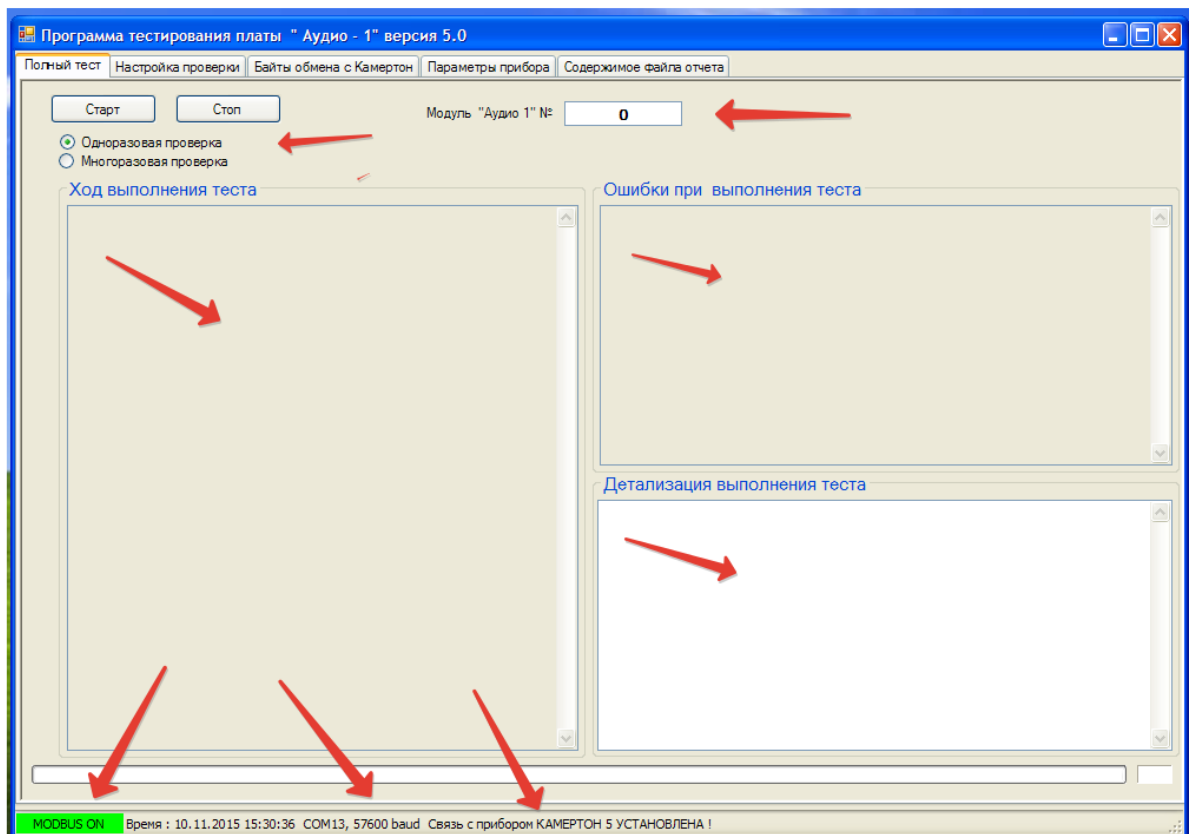 Программа тестирования платы " Аудио - 1" версия 5.0
Полный тест Настройка проверки Байты обмена с Камертон Параметры прибора Содержимое файла отчета
Старт Стоп Модуль "Аудио 1" № 0
Одноразовая проверка
Многоразовая проверка
Ход выполнения теста
Ошибки при выполнения теста
Детализация выполнения теста
MODBUS ON Время : 10.11.2015 15:30:36 COM13, 57600 baud Связь с прибором КАМЕРТОН 5 УСТАНОВЛЕНА !